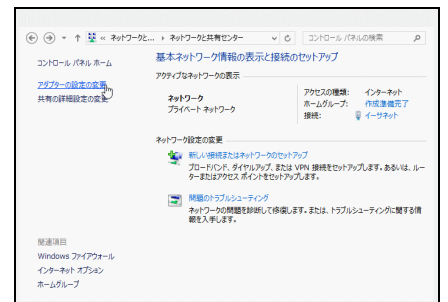 « ネットワークと... › ネットワークと共有センター
コントロール パネルの検索
コントロール パネル ホーム
アダプターの設定の変更
共有の詳細設定の変更
基本ネットワーク情報の表示と接続のセットアップ
アクティブなネットワークの表示
ネットワーク
プライベート ネットワーク
アクセスの種類: インターネット
ホームグループ: 作成準備完了
接続: イーサネット
ネットワーク設定の変更
新しい接続またはネットワークのセットアップ
ブロードバンド、ダイヤルアップ、または VPN 接続をセットアップします。あるいは、ルー
ターまたはアクセス ポイントをセットアップします。
問題のトラブルシューティング
ネットワークの問題を診断して修復します。または、トラブルシューティングに関する情
報を入手します。
関連項目
Windows ファイアウォール
インターネット オプション
ホームグループ